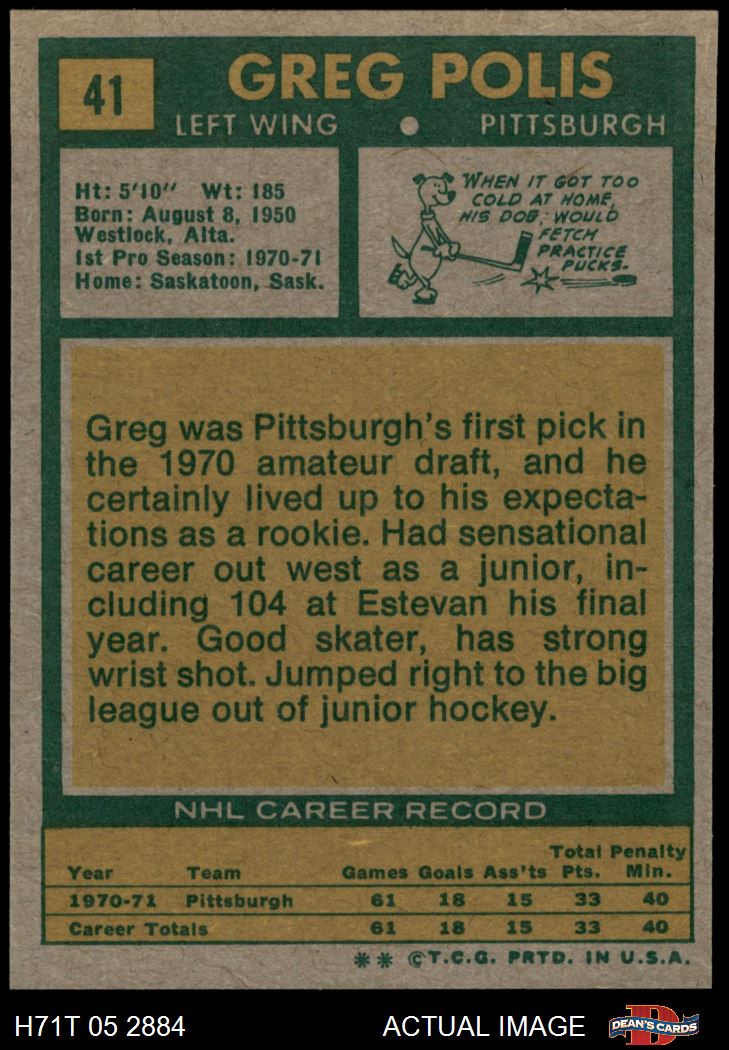 41
GREG POLIS
LEFT WING • PITTSBURGH
Ht: 5'10" Wt: 185
Born: August 8, 1950
Westlock, Alta.
1st Pro Season: 1970-71
Home: Saskatoon, Sask.
WHEN IT GOT TOO
COLD AT HOME,
HIS DOG, WOULD
FETCH
PRACTICE
PUCKS.
Greg was Pittsburgh's first pick in
the 1970 amateur draft, and he
certainly lived up to his expecta-
tions as a rookie. Had sensational
career out west as a junior, in-
cluding 104 at Estevan his final
year. Good skater, has strong
wrist shot. Jumped right to the big
league out of junior hockey.
NHL CAREER RECORD
Total Penalty
Year Team Games Goals Ass'ts Pts. Min.
1970-71 Pittsburgh 61 18 15 33 40
Career Totals 61 18 15 33 40
** ©T.C.G. PRTD. IN U.S.A.
H71T 05 2884 ACTUAL IMAGE
D DEAN'S CARDS